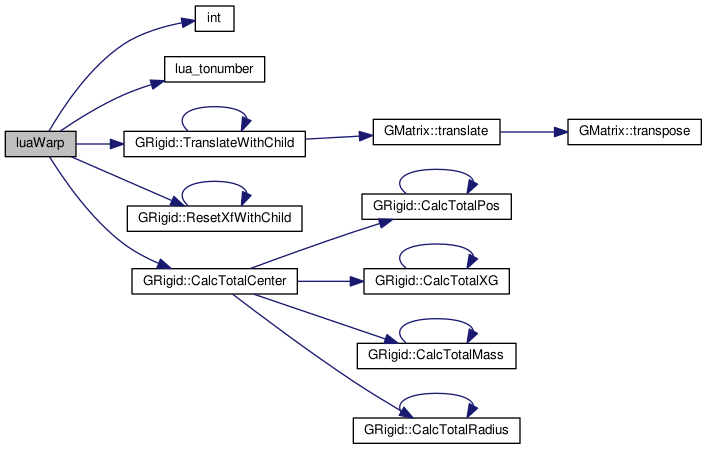 int
lua_tonumber
luaWarp
GRigid::TranslateWithChild
GMatrix::translate
GMatrix::transpose
GRigid::ResetXfWithChild
GRigid::CalcTotalPos
GRigid::CalcTotalCenter
GRigid::CalcTotalXG
GRigid::CalcTotalMass
GRigid::CalcTotalRadius